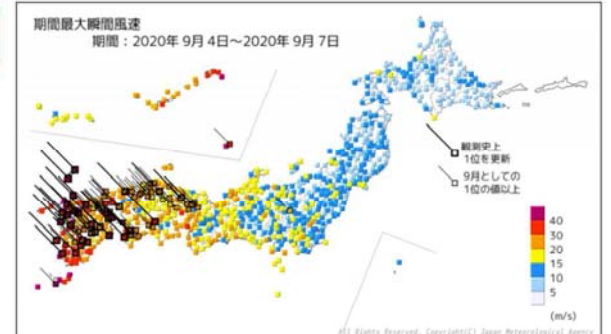 期間最大瞬間風速
期間：2020年 9月 4日～2020年 9月 7日
観測史上
1位を更新
9月としての
1位の値以上
40
30
20
15
10
5
(m/s)
All Rights Reserved. Copyright(C) Japan Meteorological Agency